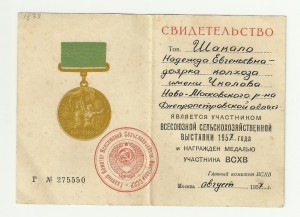 СВИДЕТЕЛЬСТВО
Тов. Шапало
Надежда Евгеньевна -
доярка колхоза
имени Чкалова
Ново-Московского р-на
Днепропетровской области
ЯВЛЯЕТСЯ УЧАСТНИКОМ
ВСЕСОЮЗНОЙ СЕЛЬСКОХОЗЯЙСТВЕННОЙ
ВЫСТАВКИ 1957 года
и НАГРАЖДЕН МЕДАЛЬЮ
УЧАСТНИКА ВСХВ
Главный комитет ВСХВ
Москва август 1957 г.
Г № 275550